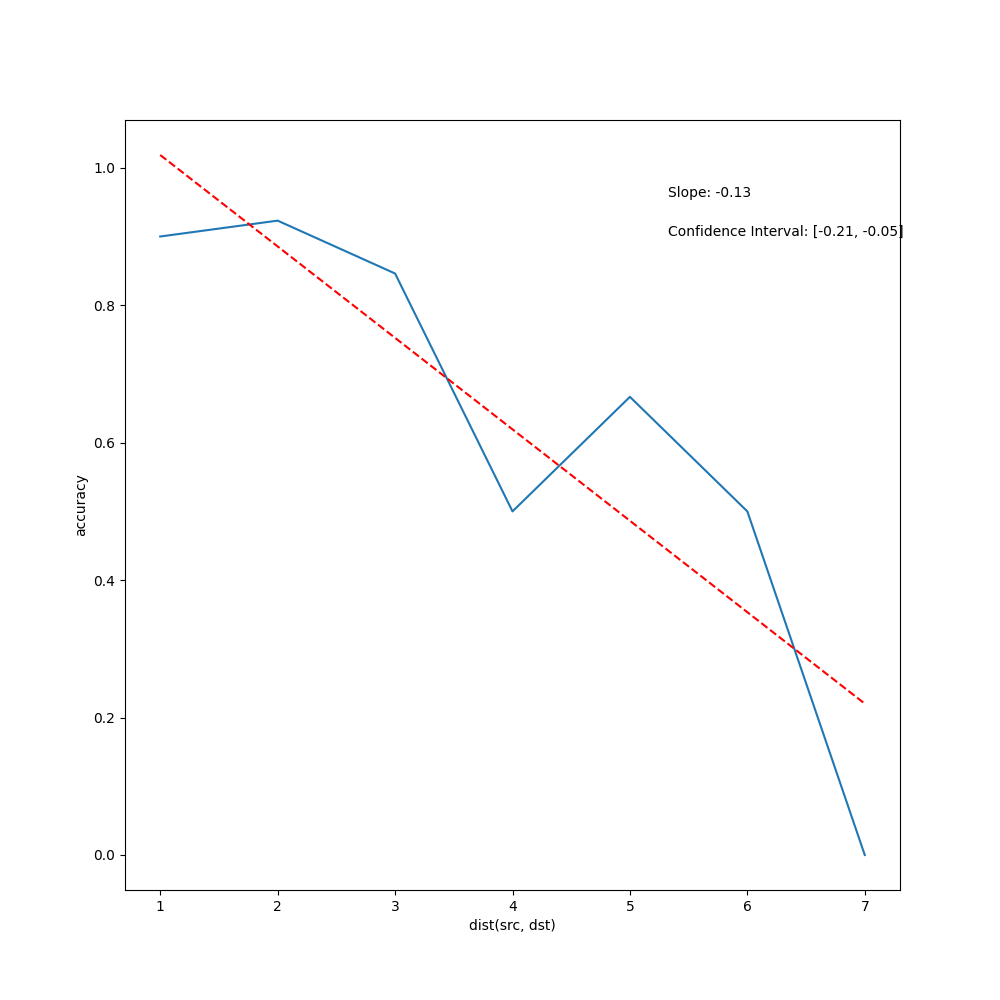 Slope: -0.13
Confidence Interval: [-0.21, -0.05]
accuracy
1.0
0.8
0.6
0.4
0.2
0.0
1 2 3 4 5 6 7
dist(src, dst)